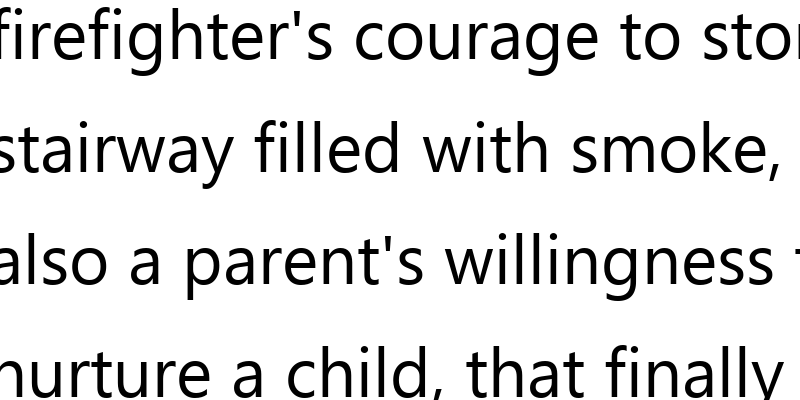 firefighter's courage to
stairway filled with smoke,
also a parent's willingness
nurture a child, that finally